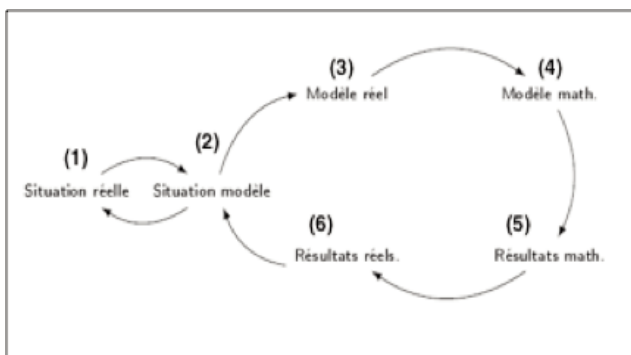 (1)
Situation réelle
(2)
Situation modèle
(3)
Modèle réel
(4)
Modèle math.
(5)
Résultats math.
(6)
Résultats réels.